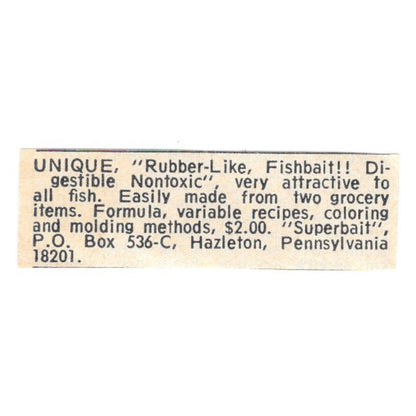 UNIQUE, "Rubber-Like, Fishbait!! Di-
gestible Nontoxic", very attractive to
all fish. Easily made from two grocery
items. Formula, variable recipes, coloring
and molding methods, $2.00. "Superbait",
P.O. Box 536-C, Hazleton, Pennsylvania
18201.